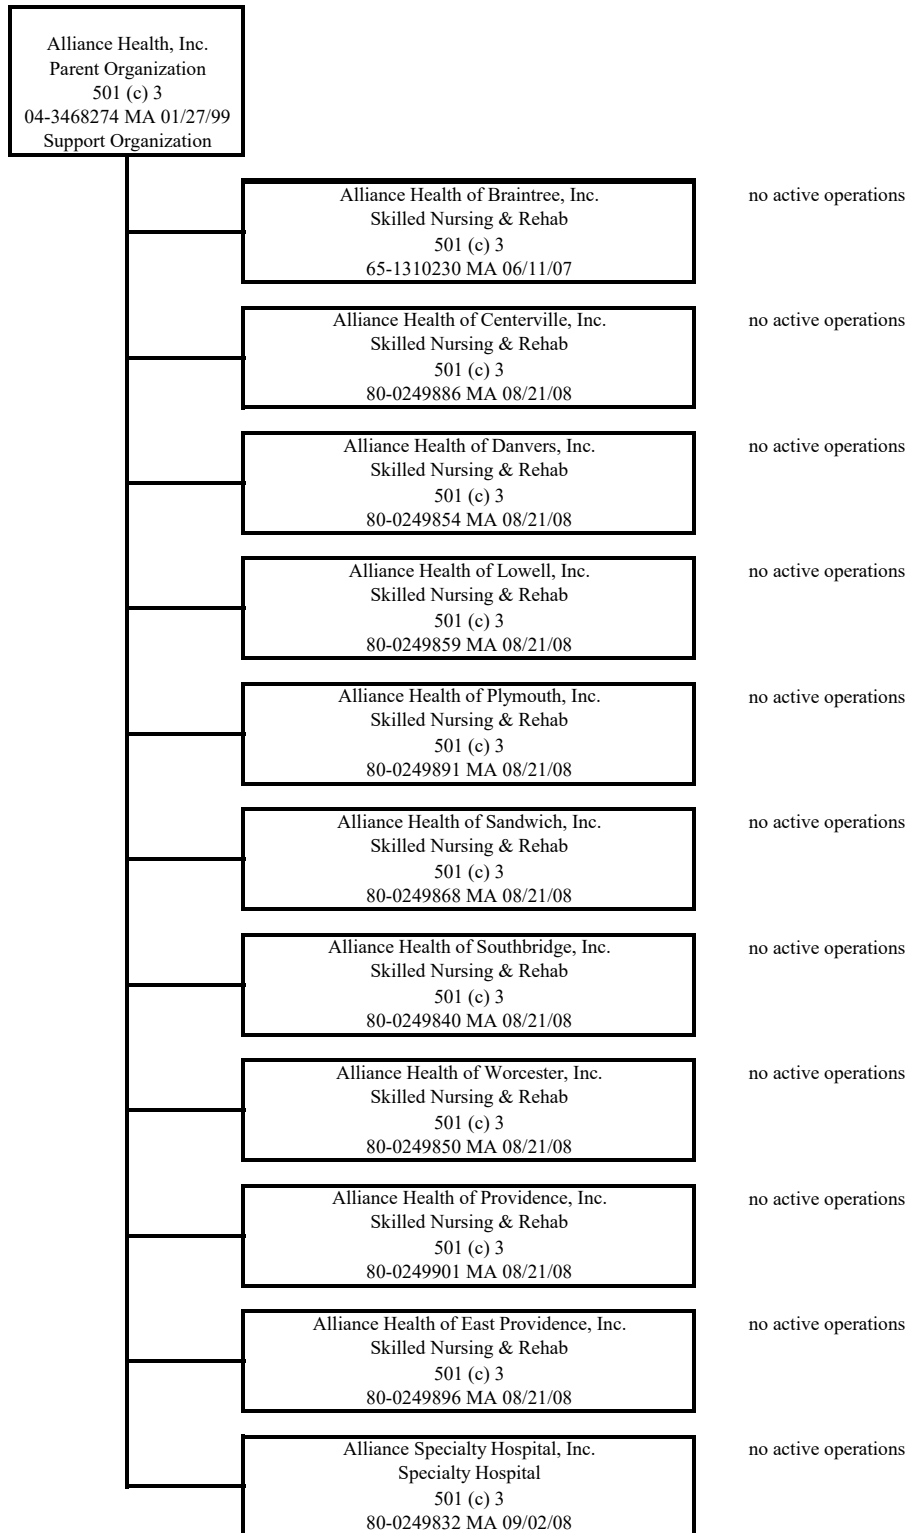 Alliance Health, Inc.
Parent Organization
501 (c) 3
04-3468274 MA 01/27/99
Support Organization
Alliance Health of Braintree, Inc.
no active operations
Skilled Nursing & Rehab
501 (c) 3
65-1310230 MA 06/11/07
Alliance Health of Centerville, Inc.
no active operations
Skilled Nursing & Rehab
501 (c) 3
80-0249886 MA 08/21/08
Alliance Health of Danvers, Inc.
no active operations
Skilled Nursing & Rehab
501 (c) 3
80-0249854 MA 08/21/08
Alliance Health of Lowell, Inc.
no active operations
Skilled Nursing & Rehab
501 (c) 3
80-0249859 MA 08/21/08
Alliance Health of Plymouth, Inc.
no active operations
Skilled Nursing & Rehab
501 (c) 3
80-0249891 MA 08/21/08
Alliance Health of Sandwich, Inc.
no active operations
Skilled Nursing & Rehab
501 (c) 3
80-0249868 MA 08/21/08
Alliance Health of Southbridge, Inc.
no active operations
Skilled Nursing & Rehab
501 (c) 3
80-0249840 MA 08/21/08
Alliance Health of Worcester, Inc.
no active operations
Skilled Nursing & Rehab
501 (c) 3
80-0249850 MA 08/21/08
Alliance Health of Providence, Inc.
no active operations
Skilled Nursing & Rehab
501 (c) 3
80-0249901 MA 08/21/08
Alliance Health of East Providence, Inc.
no active operations
Skilled Nursing & Rehab
501 (c) 3
80-0249896 MA 08/21/08
Alliance Specialty Hospital, Inc.
no active operations
Specialty Hospital
501 (c) 3
80-0249832 MA 09/02/08